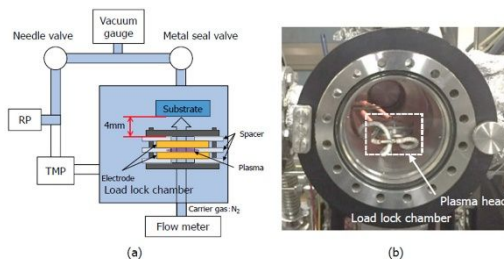 Vacuum
gauge
Needle valve
Metal seal valve
Substrate
4mm
RP
Spacer
TMP
Electrode
Plasma
Load lock chamber
Carrier gas: N2
Flow meter
(a)
Plasma head
Load lock chamber
(b)